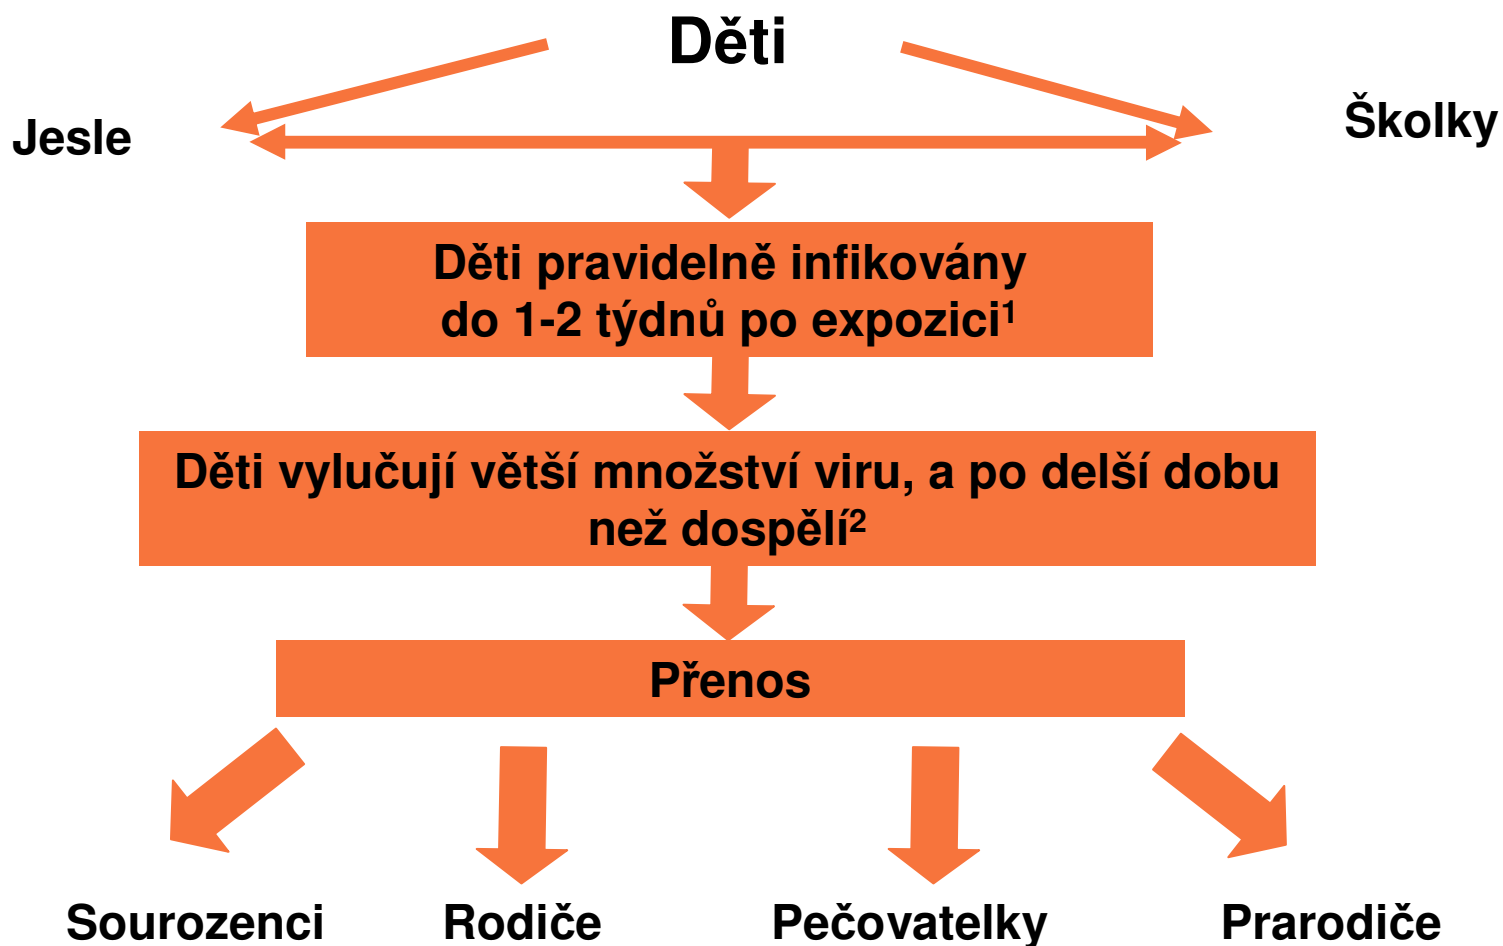 Děti
Jesle
Školky
Děti pravidelně infikovány
do 1-2 týdnů po expozici¹
Děti vylučují větší množství viru, a po delší dobu
než dospělí²
Přenos
Sourozenci Rodiče Pečovatelky Prarodiče